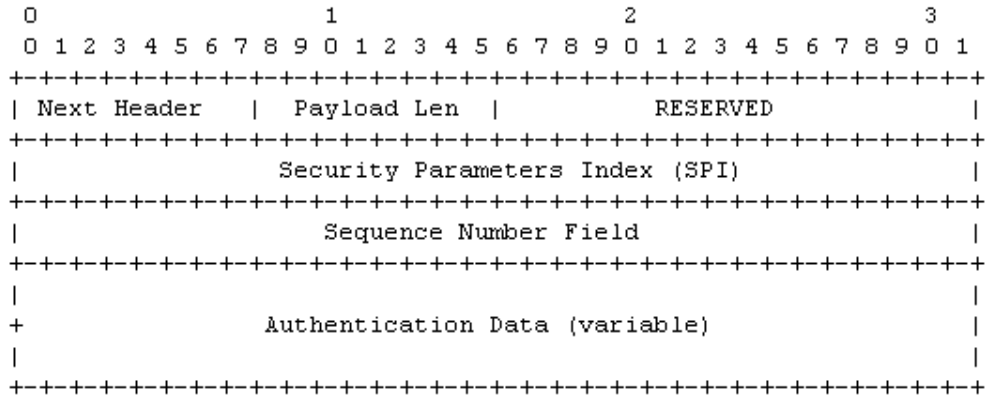 0                   1                   2                   3
 0 1 2 3 4 5 6 7 8 9 0 1 2 3 4 5 6 7 8 9 0 1 2 3 4 5 6 7 8 9 0 1
+-+-+-+-+-+-+-+-+-+-+-+-+-+-+-+-+-+-+-+-+-+-+-+-+-+-+-+-+-+-+-+-+
| Next Header   |  Payload Len  |          RESERVED             |
+-+-+-+-+-+-+-+-+-+-+-+-+-+-+-+-+-+-+-+-+-+-+-+-+-+-+-+-+-+-+-+-+
|                 Security Parameters Index (SPI)               |
+-+-+-+-+-+-+-+-+-+-+-+-+-+-+-+-+-+-+-+-+-+-+-+-+-+-+-+-+-+-+-+-+
|                    Sequence Number Field                      |
+-+-+-+-+-+-+-+-+-+-+-+-+-+-+-+-+-+-+-+-+-+-+-+-+-+-+-+-+-+-+-+-+
|                                                               |
+                Authentication Data (variable)                 |
|                                                               |
+-+-+-+-+-+-+-+-+-+-+-+-+-+-+-+-+-+-+-+-+-+-+-+-+-+-+-+-+-+-+-+-+